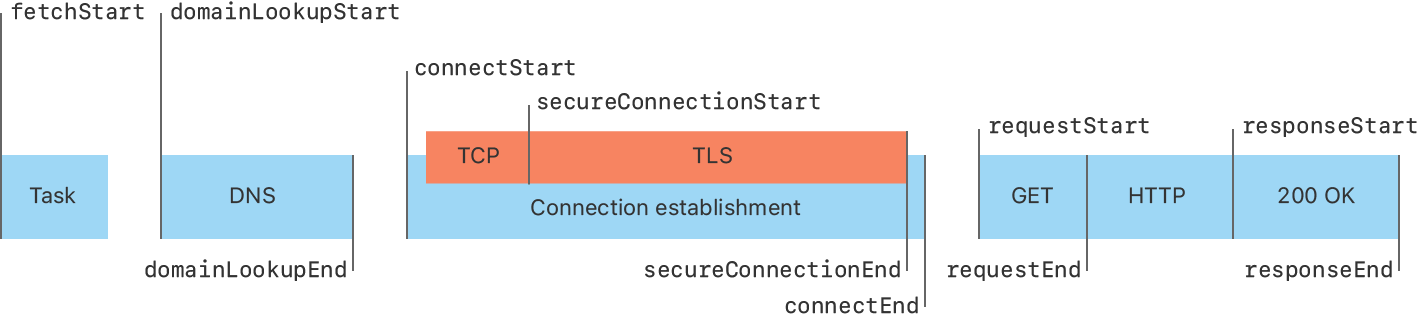 fetchStart
domainLookupStart
connectStart
secureConnectionStart
requestStart
responseStart
TCP
TLS
Task
DNS
Connection establishment
GET
HTTP
200 OK
domainLookupEnd
secureConnectionEnd
requestEnd
responseEnd
connectEnd